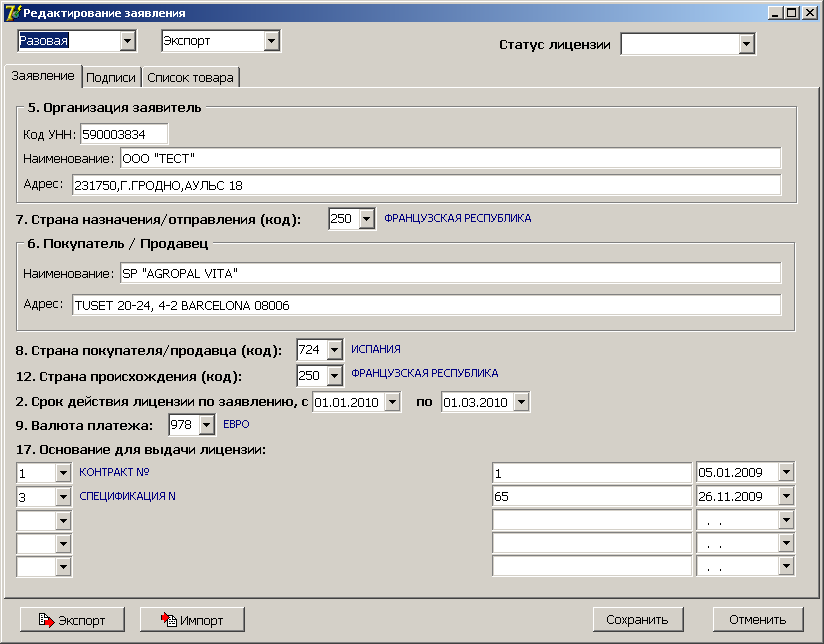 Редактирование заявления
Разовая Экспорт Статус лицензии
Заявление Подписи Список товара
5. Организация заявитель
Код УНН: 590003834
Наименование: ООО "ТЕСТ"
Адрес: 231750,Г.ГРОДНО,АУЛЬС 18
7. Страна назначения/отправления (код): 250 ФРАНЦУЗСКАЯ РЕСПУБЛИКА
6. Покупатель / Продавец
Наименование: SP "AGROPAL VITA"
Адрес: TUSET 20-24, 4-2 BARCELONA 08006
8. Страна покупателя/продавца (код): 724 ИСПАНИЯ
12. Страна происхождения (код): 250 ФРАНЦУЗСКАЯ РЕСПУБЛИКА
2. Срок действия лицензии по заявлению, с 01.01.2010 по 01.03.2010
9. Валюта платежа: 978 ЕВРО
17. Основание для выдачи лицензии:
1 КОНТРАКТ № 1 05.01.2009
3 СПЕЦИФИКАЦИЯ N 65 26.11.2009
. .
. .
. .
Экспорт Импорт Сохранить Отменить